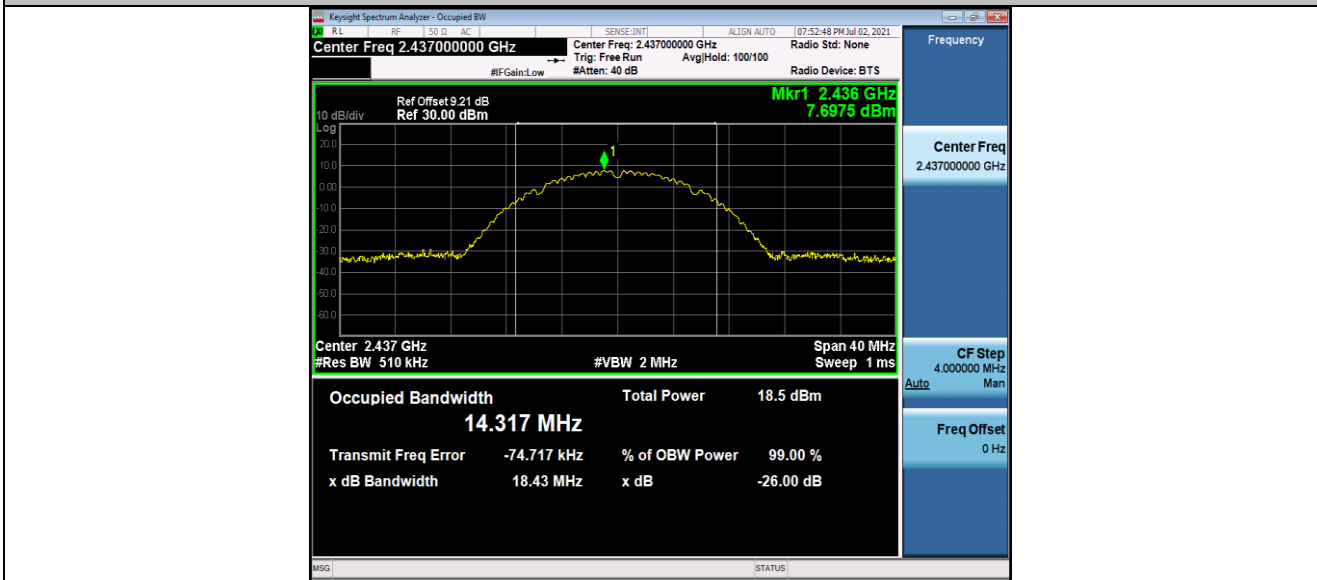 Keysight Spectrum Analyzer - Occupied BW
RL RF 50 Ω AC SENSE:INT ALIGN AUTO 07:52:48 PM Jul 02, 2021
Center Freq 2.437000000 GHz Center Freq: 2.437000000 GHz Radio Std: None
Trig: Free Run Avg|Hold: 100/100
#IFGain:Low #Atten: 40 dB Radio Device: BTS
Frequency
Mkr1 2.436 GHz
7.6975 dBm
Ref Offset 9.21 dB
10 dB/div Ref 30.00 dBm
Log
20.0
10.0
0.00
-10.0
-20.0
-30.0
-40.0
-50.0
-60.0
1
Center 2.437 GHz Span 40 MHz
#Res BW 510 kHz #VBW 2 MHz Sweep 1 ms
Occupied Bandwidth Total Power 18.5 dBm
14.317 MHz
Transmit Freq Error -74.717 kHz % of OBW Power 99.00 %
x dB Bandwidth 18.43 MHz x dB -26.00 dB
Center Freq
2.437000000 GHz
CF Step
4.000000 MHz
Auto Man
Freq Offset
0 Hz
MSG STATUS